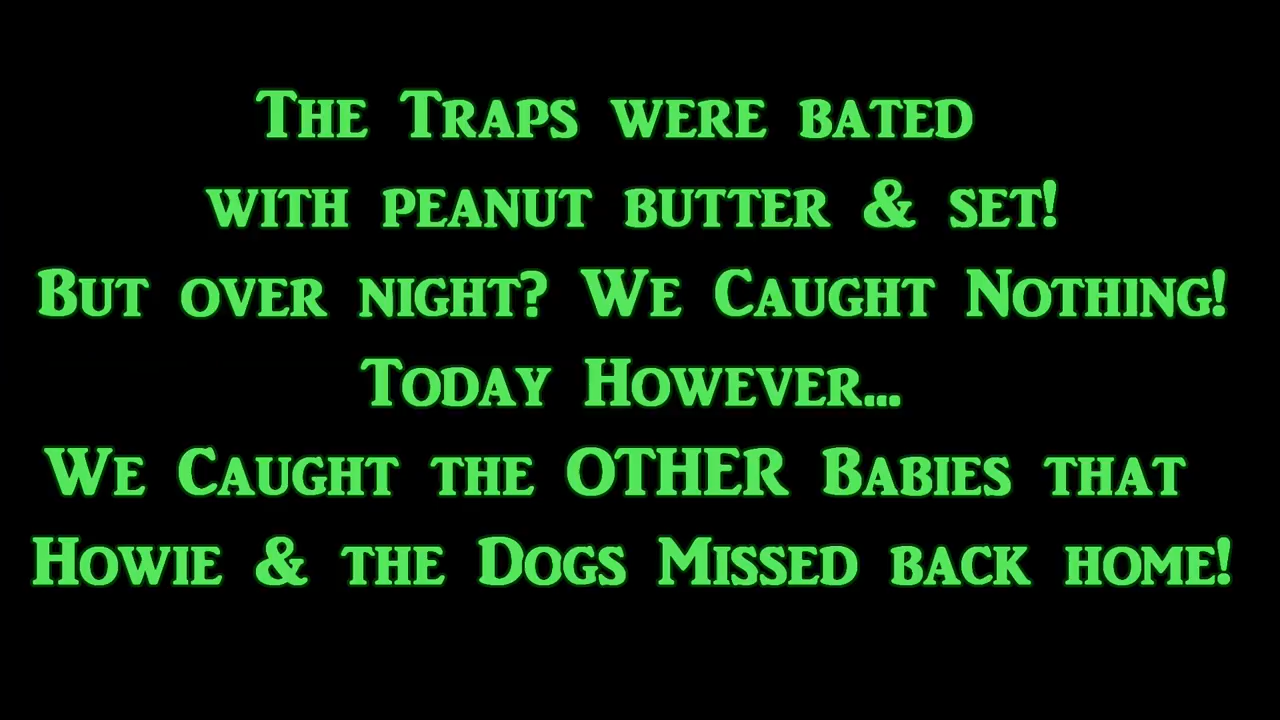 The Traps were bated
with peanut butter & set!
But over night? We Caught Nothing!
Today However...
We Caught the OTHER Babies that
Howie & the Dogs Missed back home!